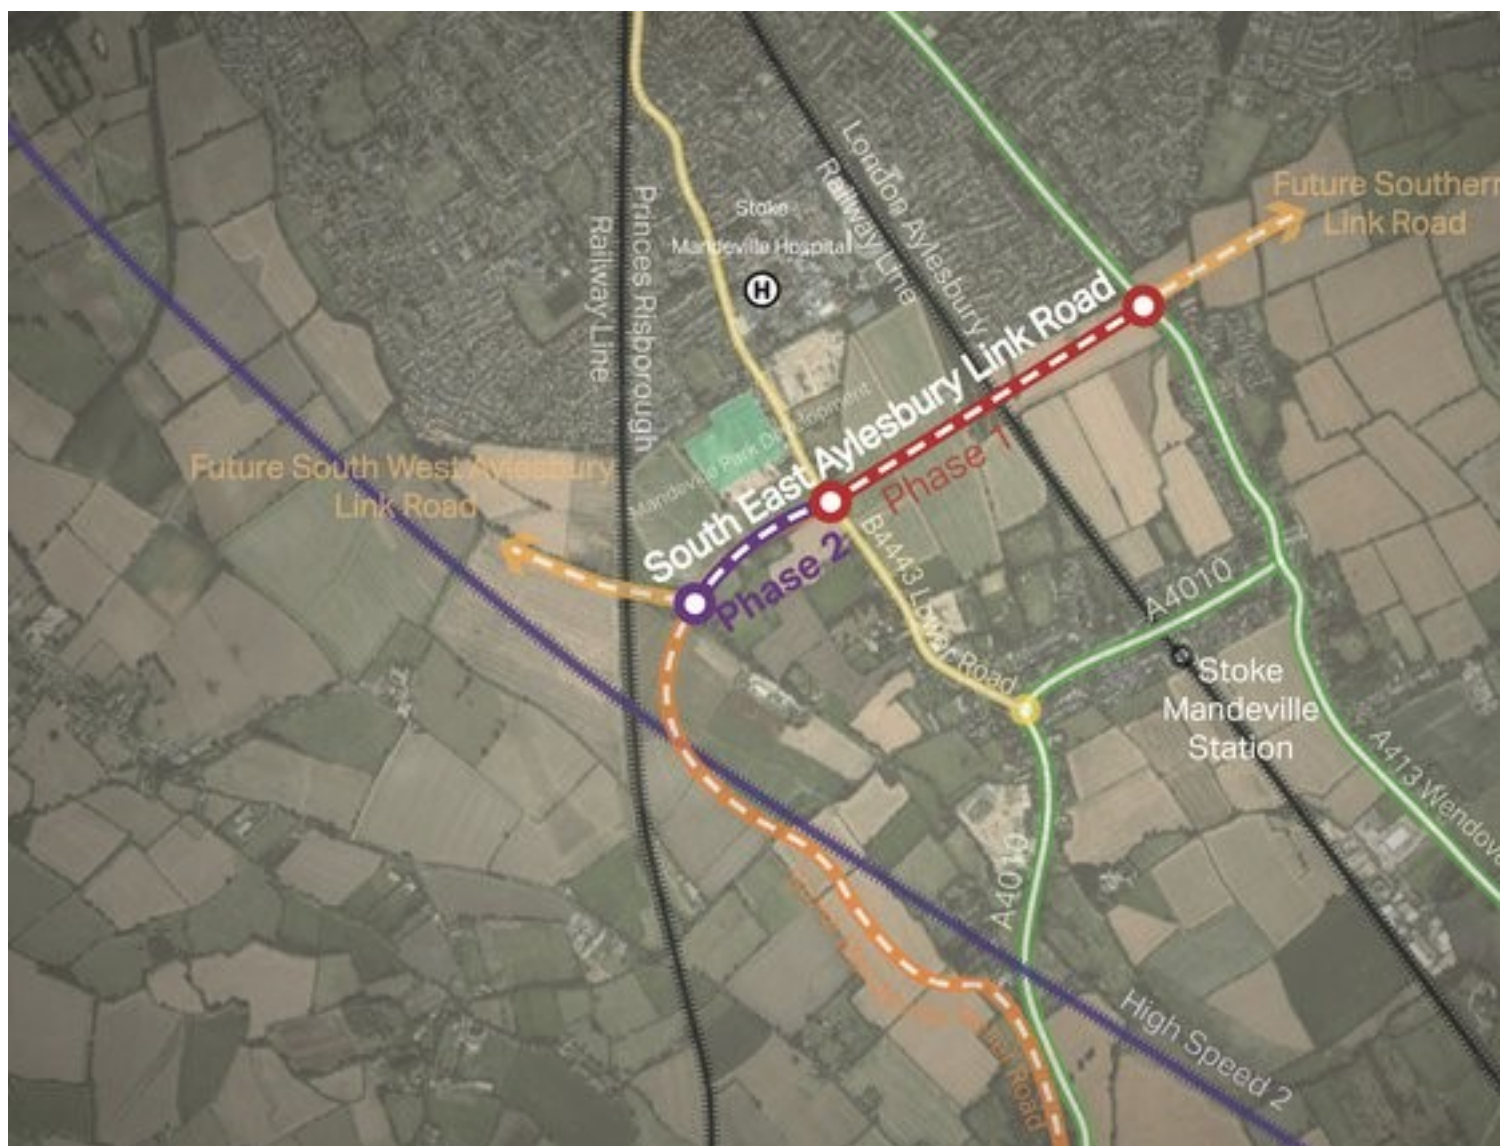 London Aylesbury
Railway Line
Future Southern
Link Road
Princes Risborough
Railway Line
Stoke
Mandeville Hospital
H
South East Aylesbury Link Road
Mandeville Park Development
Phase 1
Future South West Aylesbury
Link Road
Phase 2
B4443 Lower Road
A4010
Stoke
Mandeville
Station
A413 Wendove
A4010
High Speed 2
Road